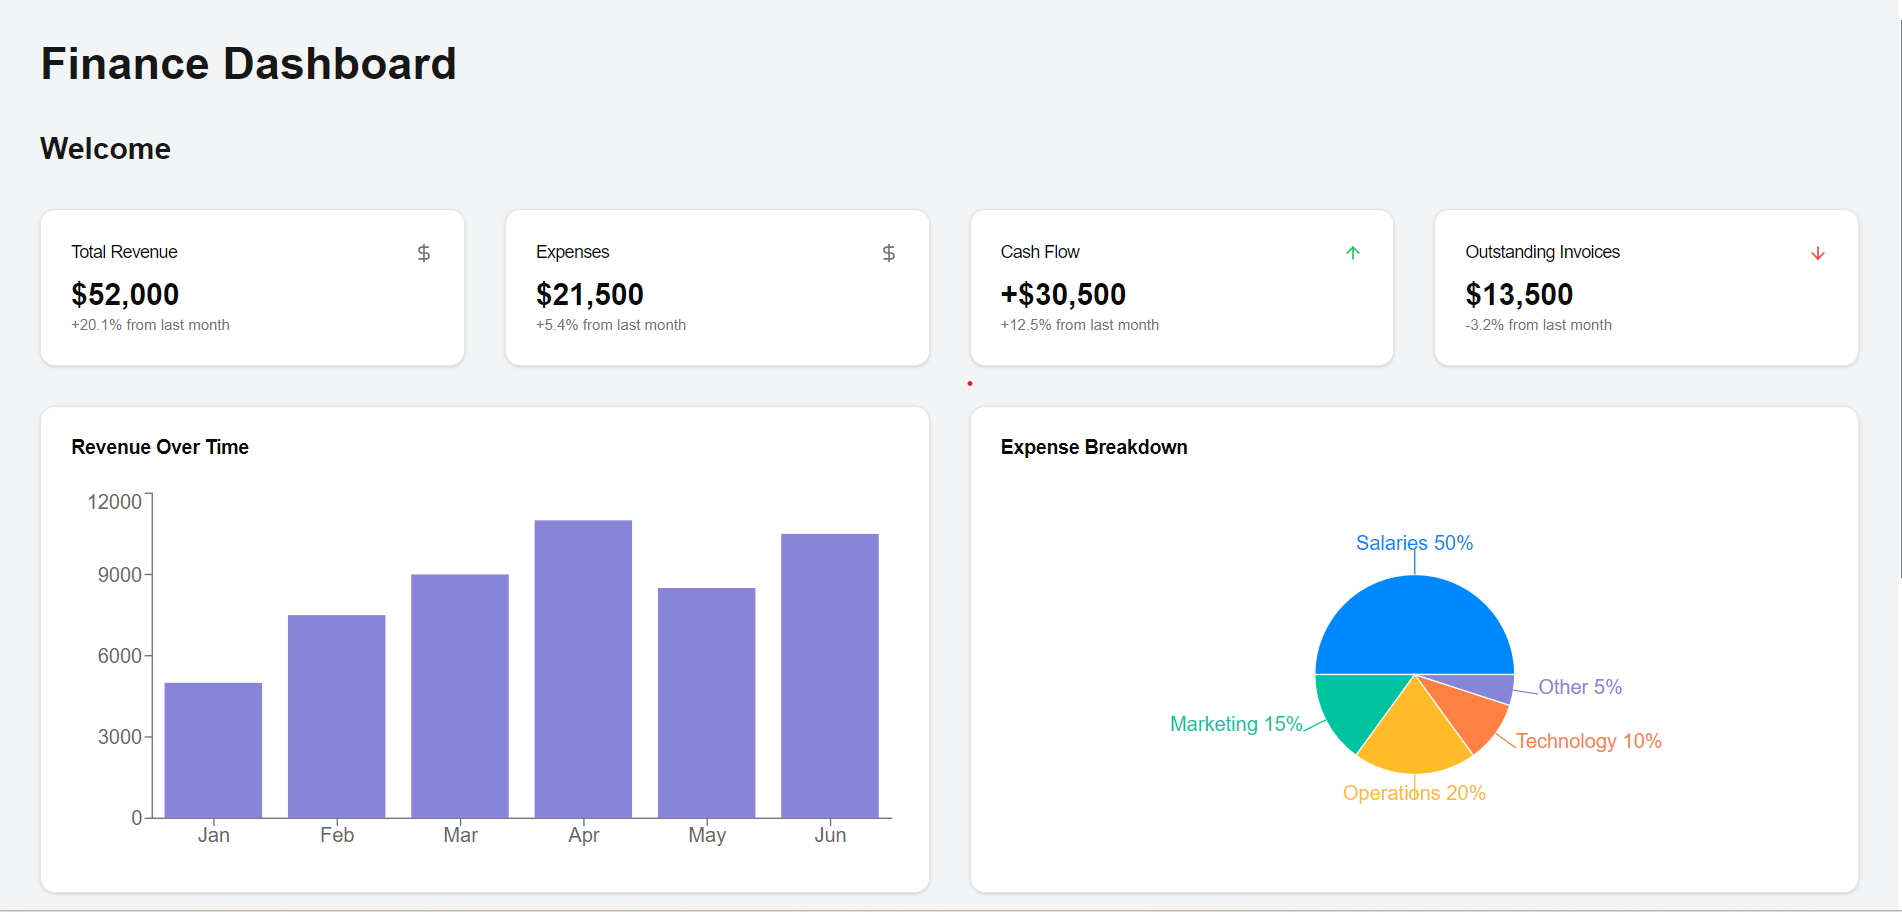 Finance Dashboard
Welcome
Total Revenue
$
$52,000
+20.1% from last month
Expenses
$
$21,500
+5.4% from last month
Cash Flow
+$30,500
+12.5% from last month
Outstanding Invoices
$13,500
-3.2% from last month
Revenue Over Time
12000
9000
6000
3000
0
Jan Feb Mar Apr May Jun
Expense Breakdown
Salaries 50%
Other 5%
Marketing 15%
Technology 10%
Operations 20%